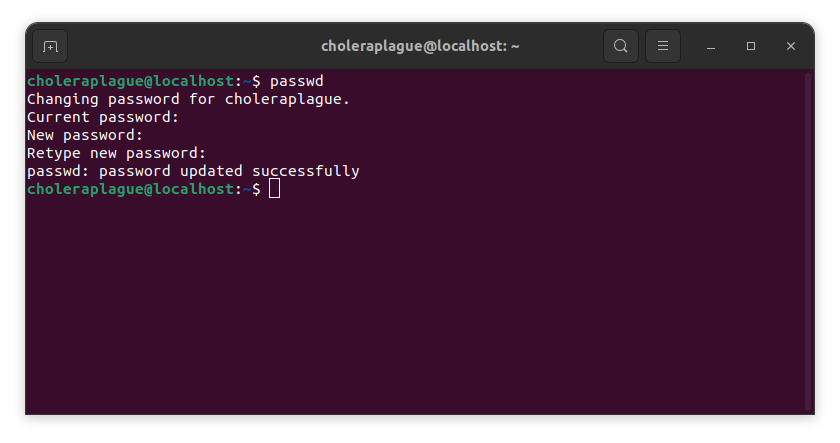 choleraplague@localhost: ~
choleraplague@localhost:~$ passwd
Changing password for choleraplague.
Current password:
New password:
Retype new password:
passwd: password updated successfully
choleraplague@localhost:~$